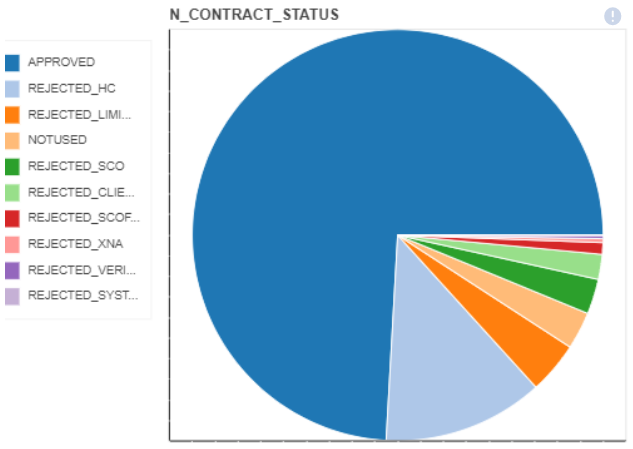 N_CONTRACT_STATUS
APPROVED
REJECTED_HC
REJECTED_LIMI...
NOTUSED
REJECTED_SCO
REJECTED_CLIE...
REJECTED_SCOF...
REJECTED_XNA
REJECTED_VERI...
REJECTED_SYST...